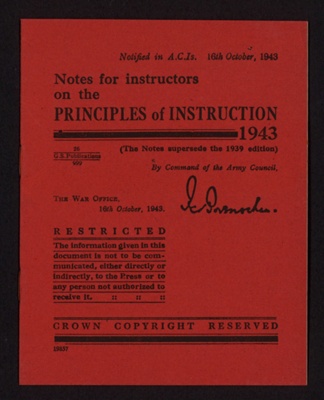 Notified in A.C.Is. 16th October, 1943
Notes for instructors
on the
PRINCIPLES of INSTRUCTION
1943
(The Notes supersede the 1939 edition)
26
G.S. Publications
By Command of the Army Council,
THE WAR OFFICE,
16th October, 1943.
RESTRICTED
The information given in this
document is not to be com-
municated, either directly or
indirectly, to the Press or to
any person not authorized to
receive it. :: :: ::
CROWN COPYRIGHT RESERVED